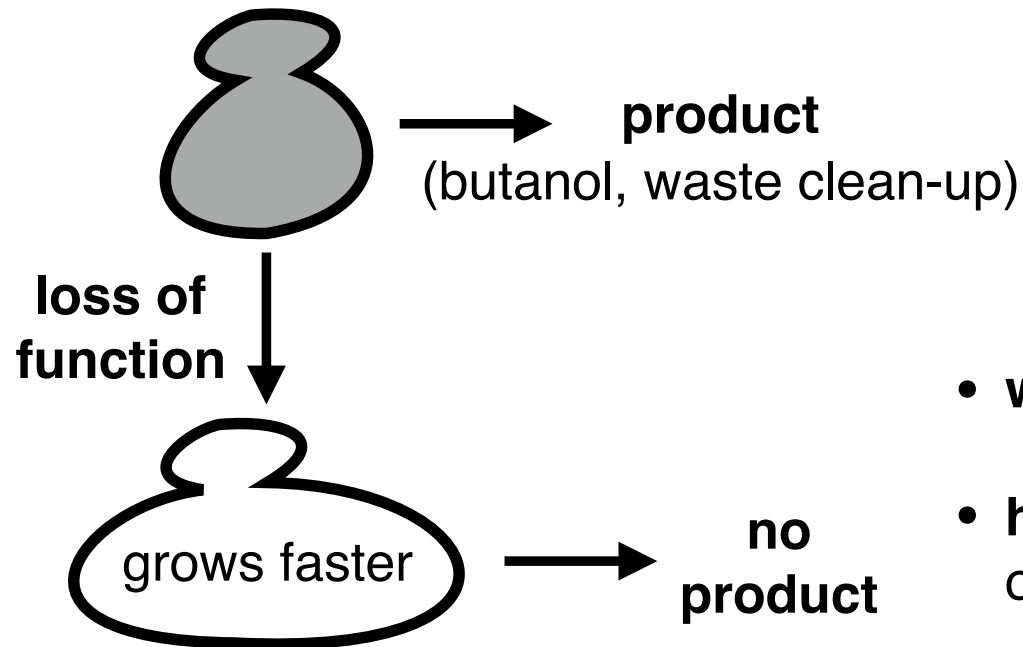 product
(butanol, waste clean-up)
loss of
function
grows faster
no
product